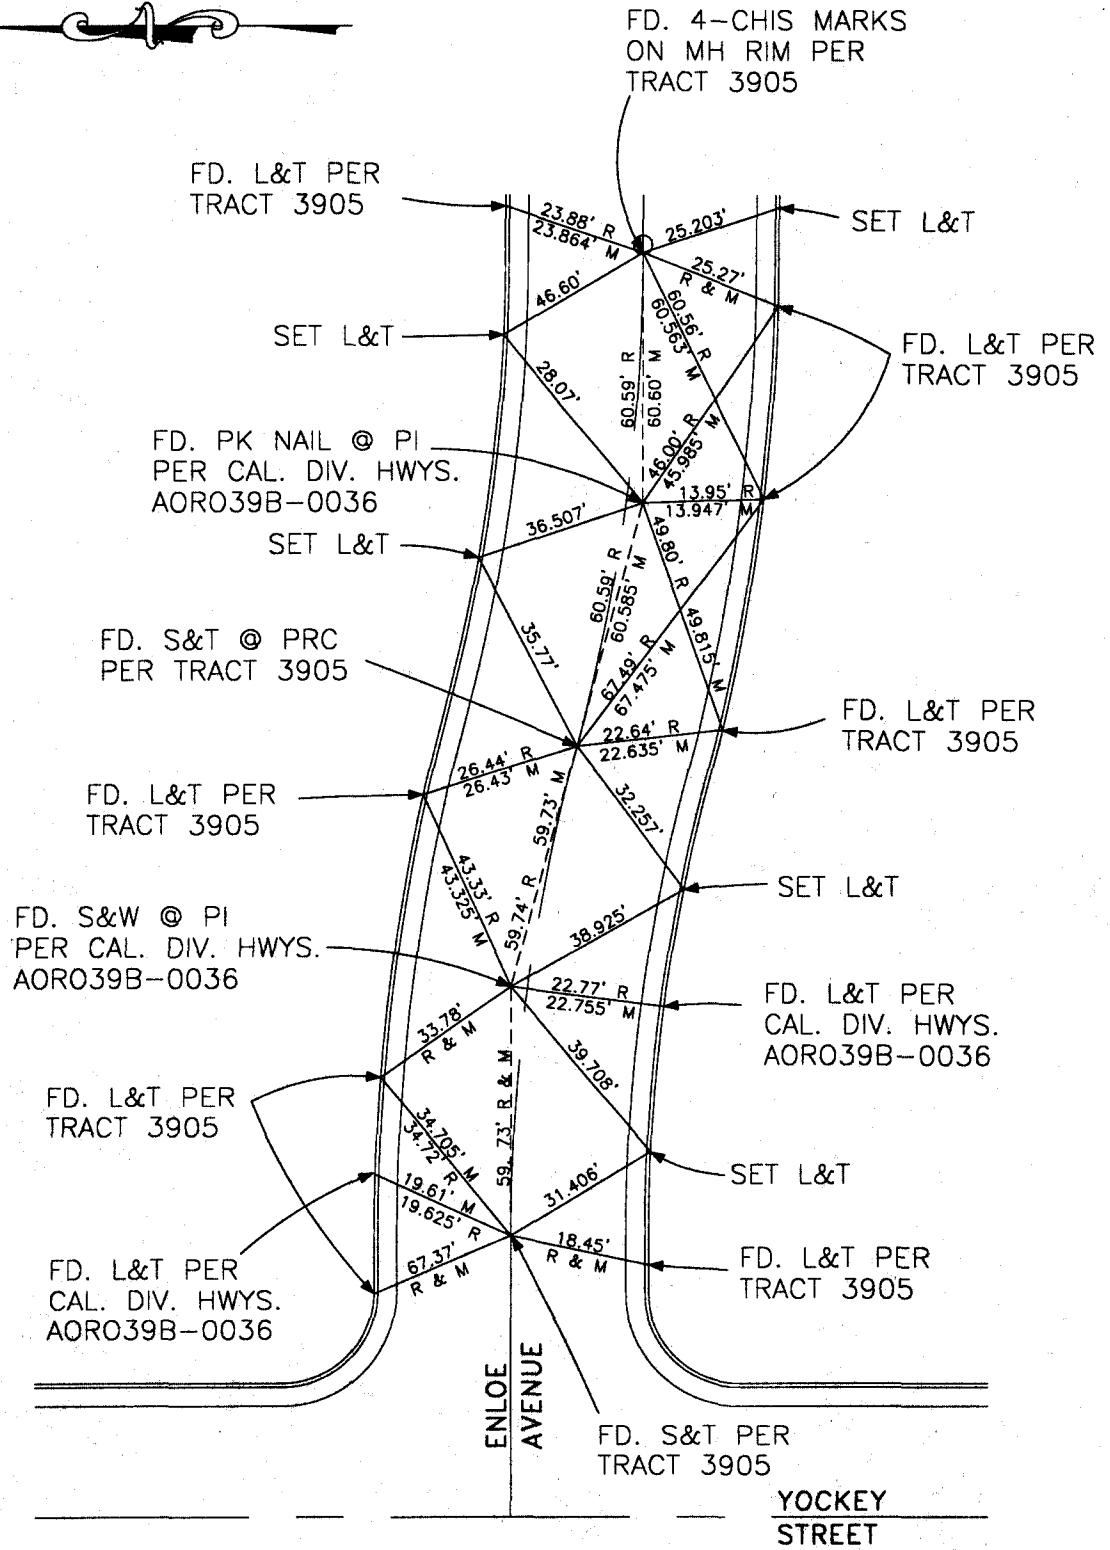 FD. 4-CHIS MARKS
ON MH RIM PER
TRACT 3905
FD. L&T PER
TRACT 3905
23.88' R
23.864' M
25.203'
SET L&T
25.27'
R & M
46.60'
60.56' R
60.563' M
SET L&T
FD. L&T PER
TRACT 3905
28.07'
60.59' R
60.60' M
46.00' R
45.985' M
FD. PK NAIL @ PI
PER CAL. DIV. HWYS.
AORO39B-0036
13.95' R
13.947' M
36.507'
SET L&T
49.80' R
49.815' M
60.59' R
60.585' M
35.77'
FD. S&T @ PRC
PER TRACT 3905
67.49' R
67.475' M
22.64' R
22.635' M
FD. L&T PER
TRACT 3905
26.44' R
26.43' M
FD. L&T PER
TRACT 3905
59.73' M
59.74' R
32.257'
43.33' R
43.325' M
SET L&T
FD. S&W @ PI
PER CAL. DIV. HWYS.
AORO39B-0036
38.925'
22.77' R
22.755' M
FD. L&T PER
CAL. DIV. HWYS.
AORO39B-0036
33.78'
R & M
39.708'
59.73' R & M
FD. L&T PER
TRACT 3905
34.705' M
34.72' R
SET L&T
19.61' M
19.625' R
31.406'
67.37'
R & M
18.45'
R & M
FD. L&T PER
TRACT 3905
FD. L&T PER
CAL. DIV. HWYS.
AORO39B-0036
ENLOE
AVENUE
FD. S&T PER
TRACT 3905
YOCKEY
STREET